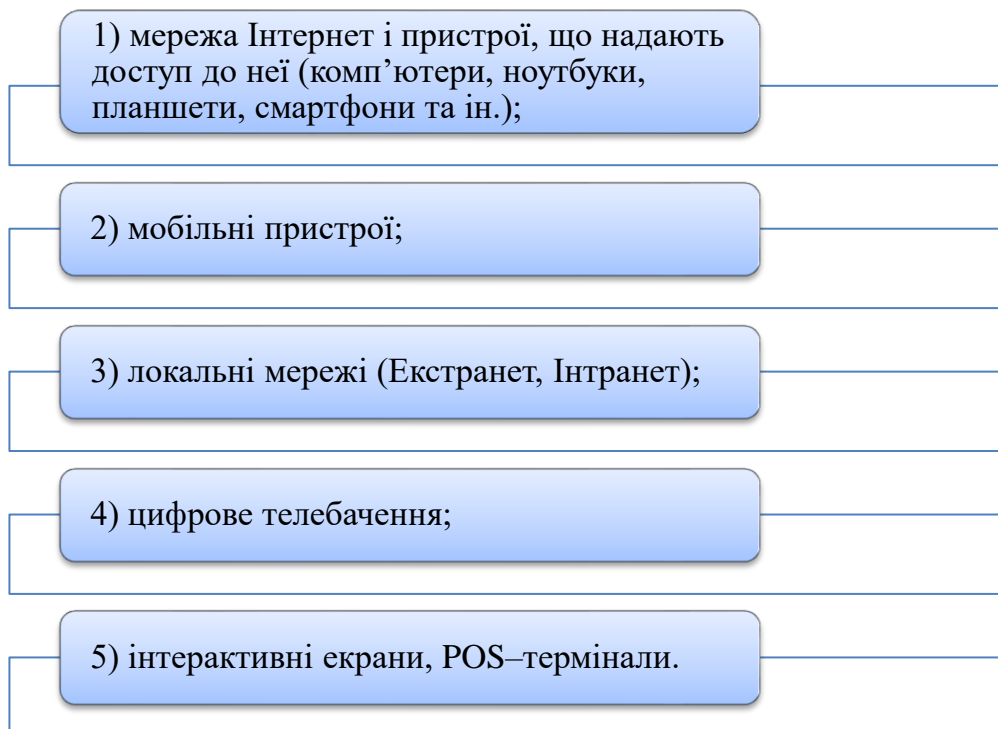 1) мережа Інтернет і пристрої, що надають
доступ до неї (комп’ютери, ноутбуки,
планшети, смартфони та ін.);
2) мобільні пристрої;
3) локальні мережі (Екстранет, Інтранет);
4) цифрове телебачення;
5) інтерактивні екрани, POS–термінали.